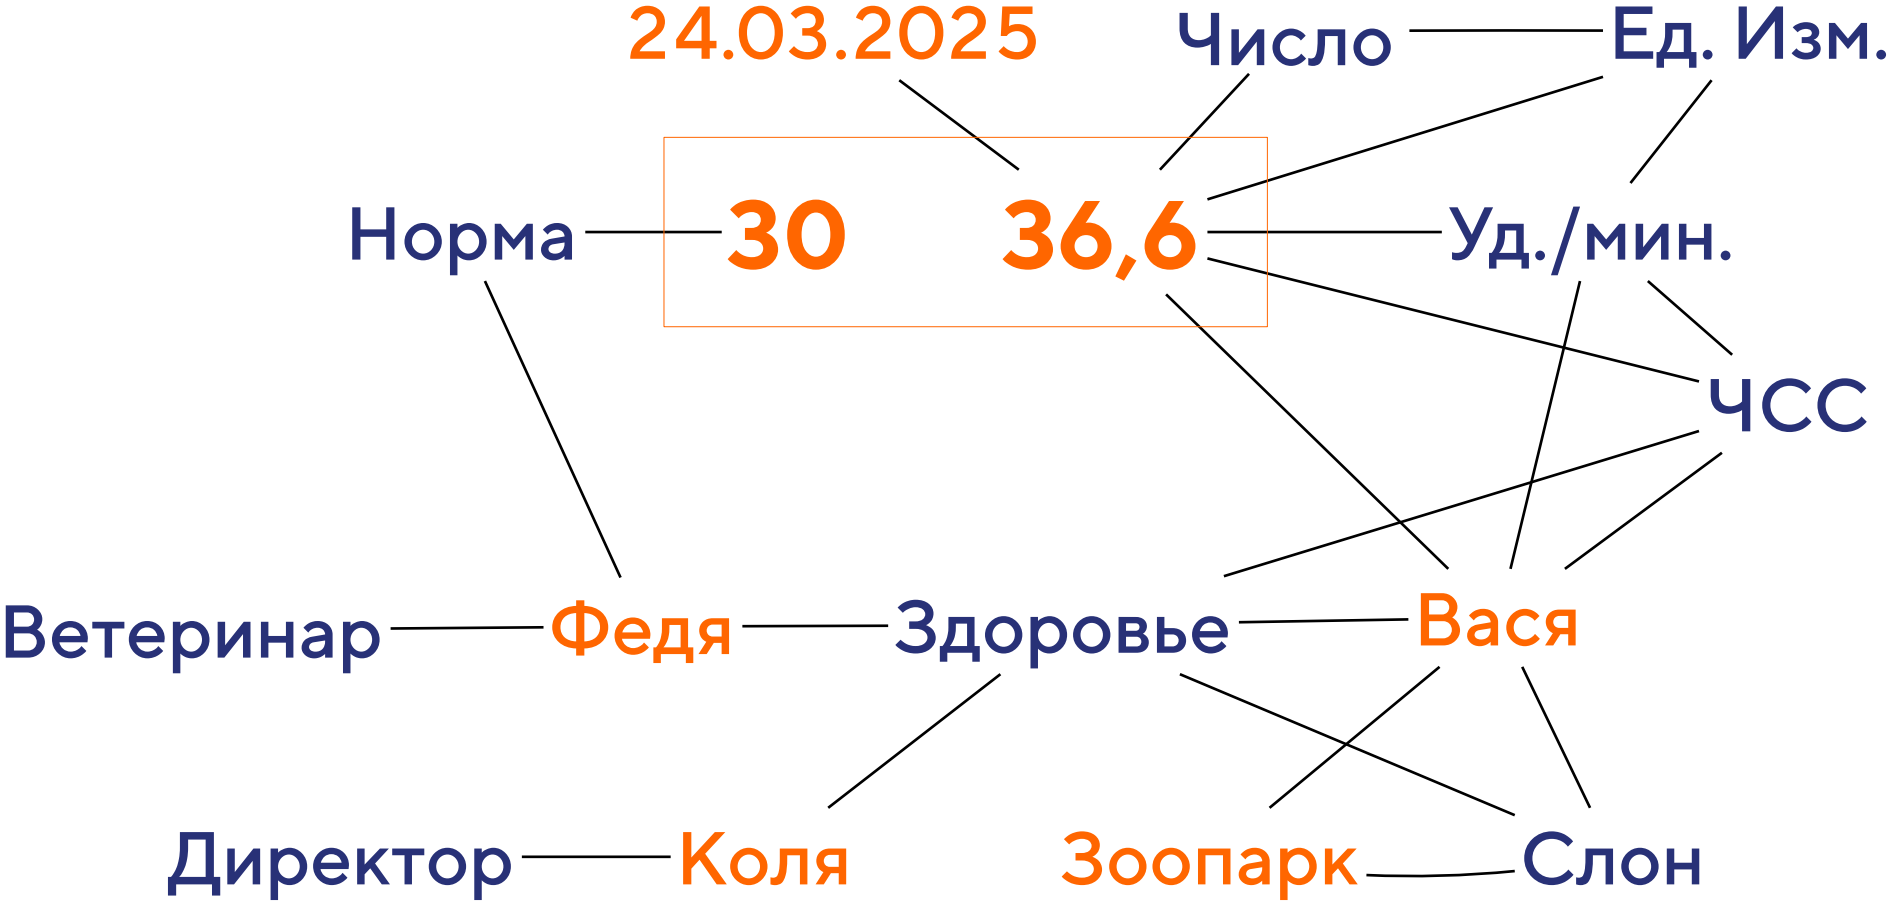 24.03.2025
Число
Ед. Изм.
Норма
30
36,6
Уд./мин.
ЧСС
Ветеринар
Федя
Здоровье
Вася
Директор
Коля
Зоопарк
Слон